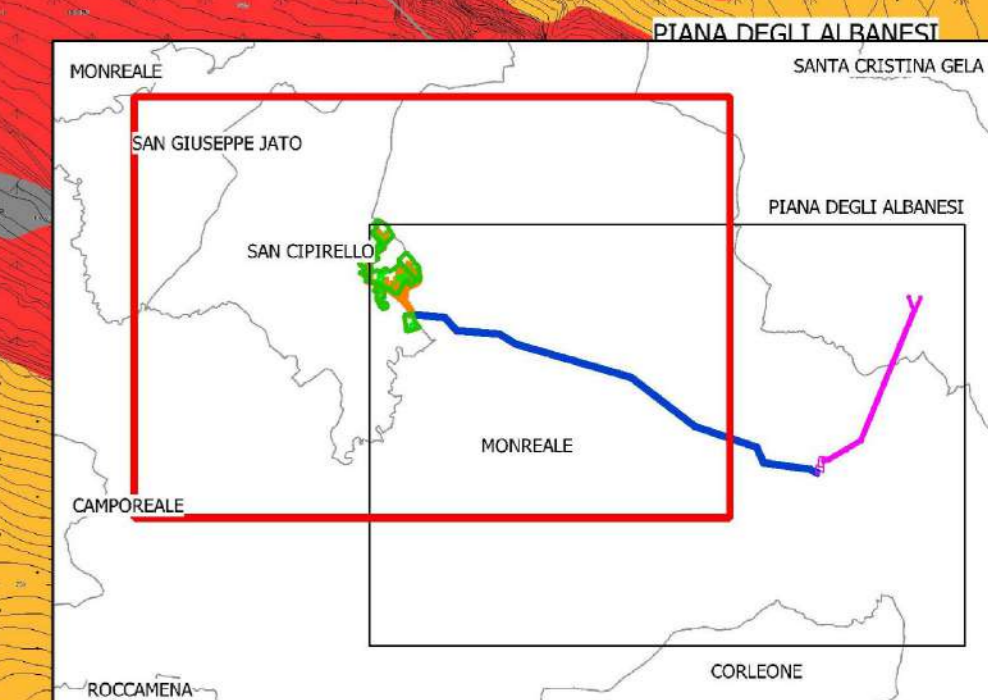 PIANA DEGLI ALBANESI
MONREALE
SANTA CRISTINA GELA
SAN GIUSEPPE JATO
PIANA DEGLI ALBANESI
SAN CIPIRELLO
MONREALE
CAMPOREALE
CORLEONE
ROCCAMENA